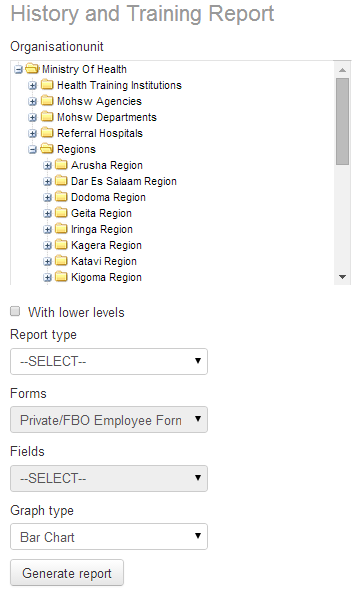 History and Training Report
Organisationunit
Ministry Of Health
Health Training Institutions
Mohsw Agencies
Mohsw Departments
Referral Hospitals
Regions
Arusha Region
Dar Es Salaam Region
Dodoma Region
Geita Region
Iringa Region
Kagera Region
Katavi Region
Kigoma Region
With lower levels
Report type
--SELECT--
Forms
Private/FBO Employee Form
Fields
--SELECT--
Graph type
Bar Chart
Generate report